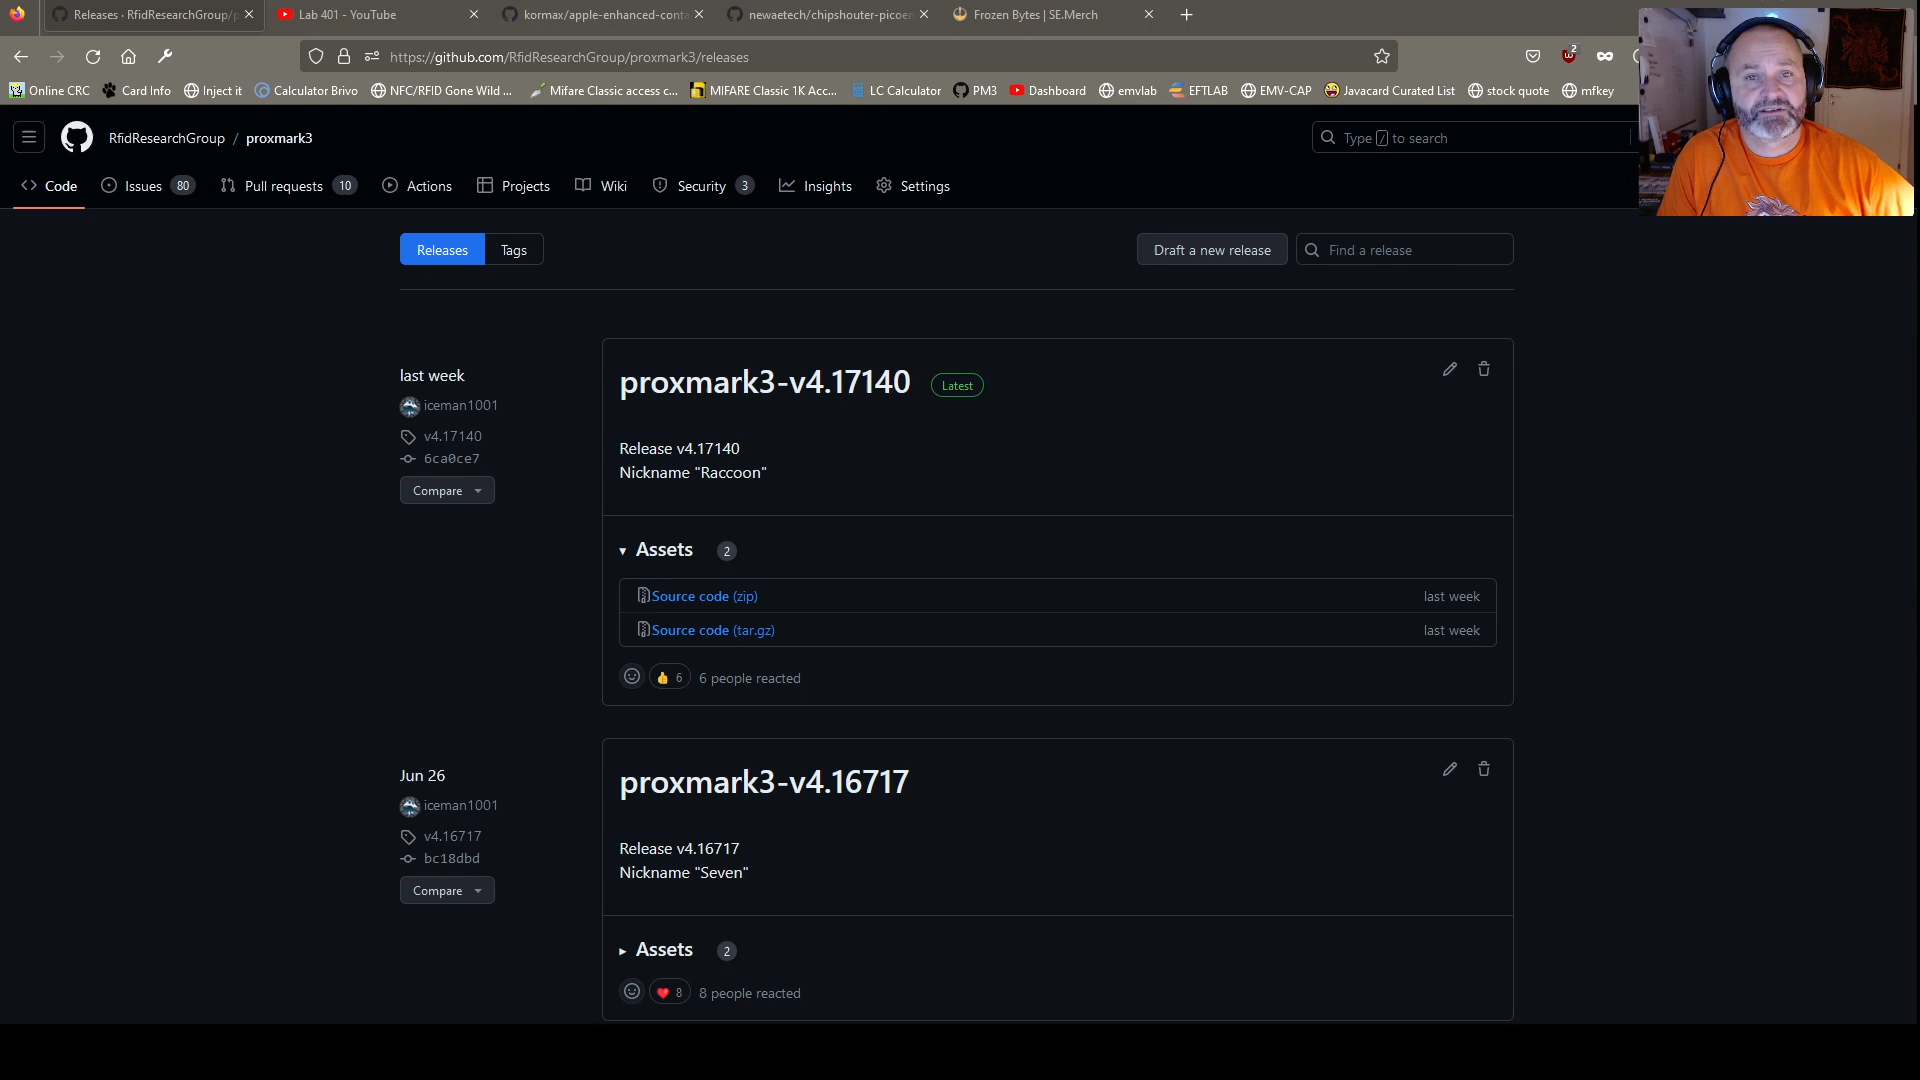 Releases · RfidResearchGroup/p
Lab 401 - YouTube
kormax/apple-enhanced-conta
newaetech/chipshouter-picoem
Frozen Bytes | SE.Merch
https://github.com/RfidResearchGroup/proxmark3/releases
2
Online CRC
Card Info
Inject it
Calculator Brivo
NFC/RFID Gone Wild ...
Mifare Classic access c...
MIFARE Classic 1K Acc...
LC Calculator
PM3
Dashboard
emvlab
EFTLAB
EMV-CAP
Javacard Curated List
stock quote
mfkey
RfidResearchGroup / proxmark3
Type / to search
Code
Issues 80
Pull requests 10
Actions
Projects
Wiki
Security 3
Insights
Settings
Releases
Tags
Draft a new release
Find a release
last week
iceman1001
v4.17140
6ca0ce7
Compare
proxmark3-v4.17140 Latest
Release v4.17140
Nickname "Raccoon"
Assets 2
Source code (zip) last week
Source code (tar.gz) last week
6 6 people reacted
Jun 26
iceman1001
v4.16717
bc18dbd
Compare
proxmark3-v4.16717
Release v4.16717
Nickname "Seven"
Assets 2
8 8 people reacted